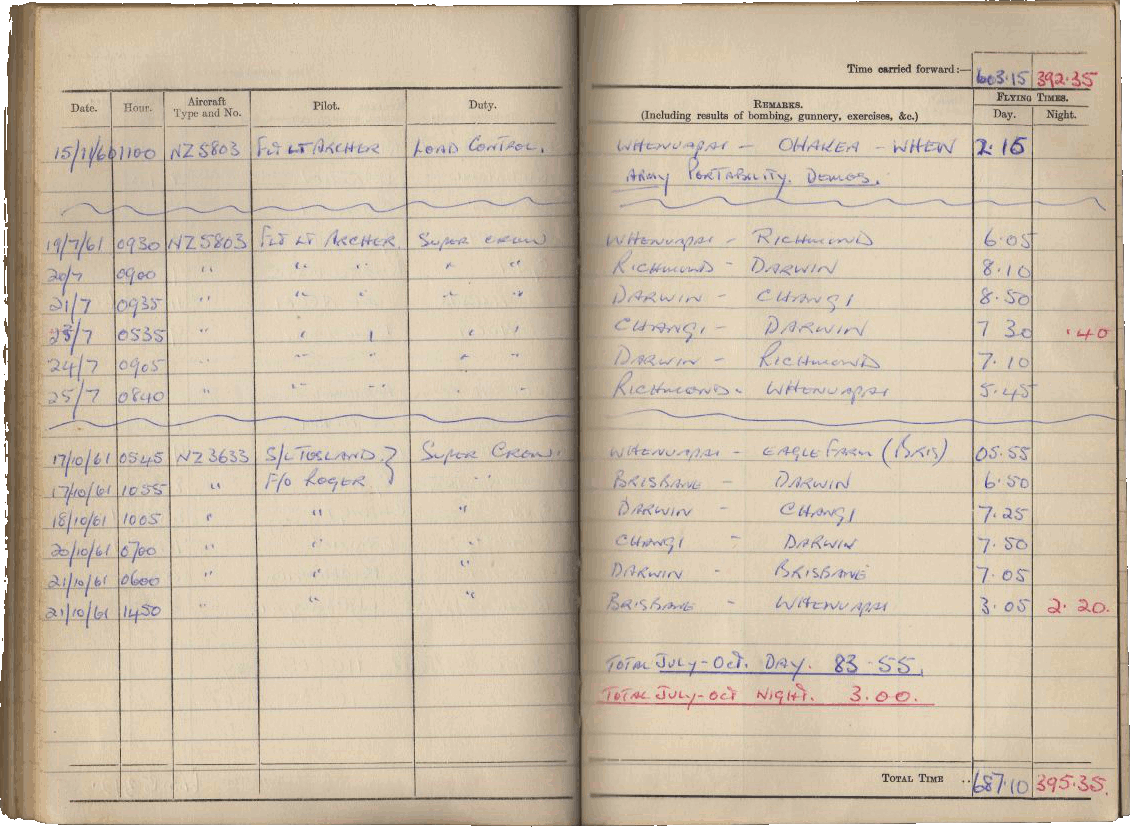 Time carried forward:— 603.15 392.35
Date. Hour. Aircraft Type and No. Pilot. Duty. REMARKS. (Including results of bombing, gunnery, exercises, &c.) FLYING TIMES. Day. Night.
15/11/60 1100 NZ5803 FLT LT ARCHER LOAD CONTROL. WHENUAPAI - OHAKEA - WHEN 2.15
ARMY PORTABILITY DEMOS.
19/7/61 0930 NZ5803 FLT LT ARCHER. SUPER CREW WHENUAPAI - RICHMOND 6.05
20/7 0900 " " " " " RICHMOND - DARWIN 8.10
21/7 0935 " " " " " DARWIN - CHANGI 8.50
23/7 0535 " " " " " CHANGI - DARWIN 7 30 .40
24/7 0905 " " " " " DARWIN - RICHMOND 7.10
25/7 0840 " " " " " RICHMOND - WHENUAPAI 5.45
17/10/61 0545 NZ3633 S/L TESLAND } SUPER CREW. WHENUAPAI - EAGLE FARM (BRIS) 05.55
17/10/61 1055 " F/O ROGER " BRISBANE - DARWIN 6.50
18/10/61 1005 " " " DARWIN - CHANGI 7.25
20/10/61 0700 " " " CHANGI - DARWIN 7.50
21/10/61 0600 " " " DARWIN - BRISBANE 7.05
21/10/61 1450 " " " BRISBANE - WHENUAPAI 3.05 2.20.
TOTAL JULY-OCT. DAY. 83.55.
TOTAL JULY-OCT NIGHT. 3.00.
TOTAL TIME .. 687.10 395.35.